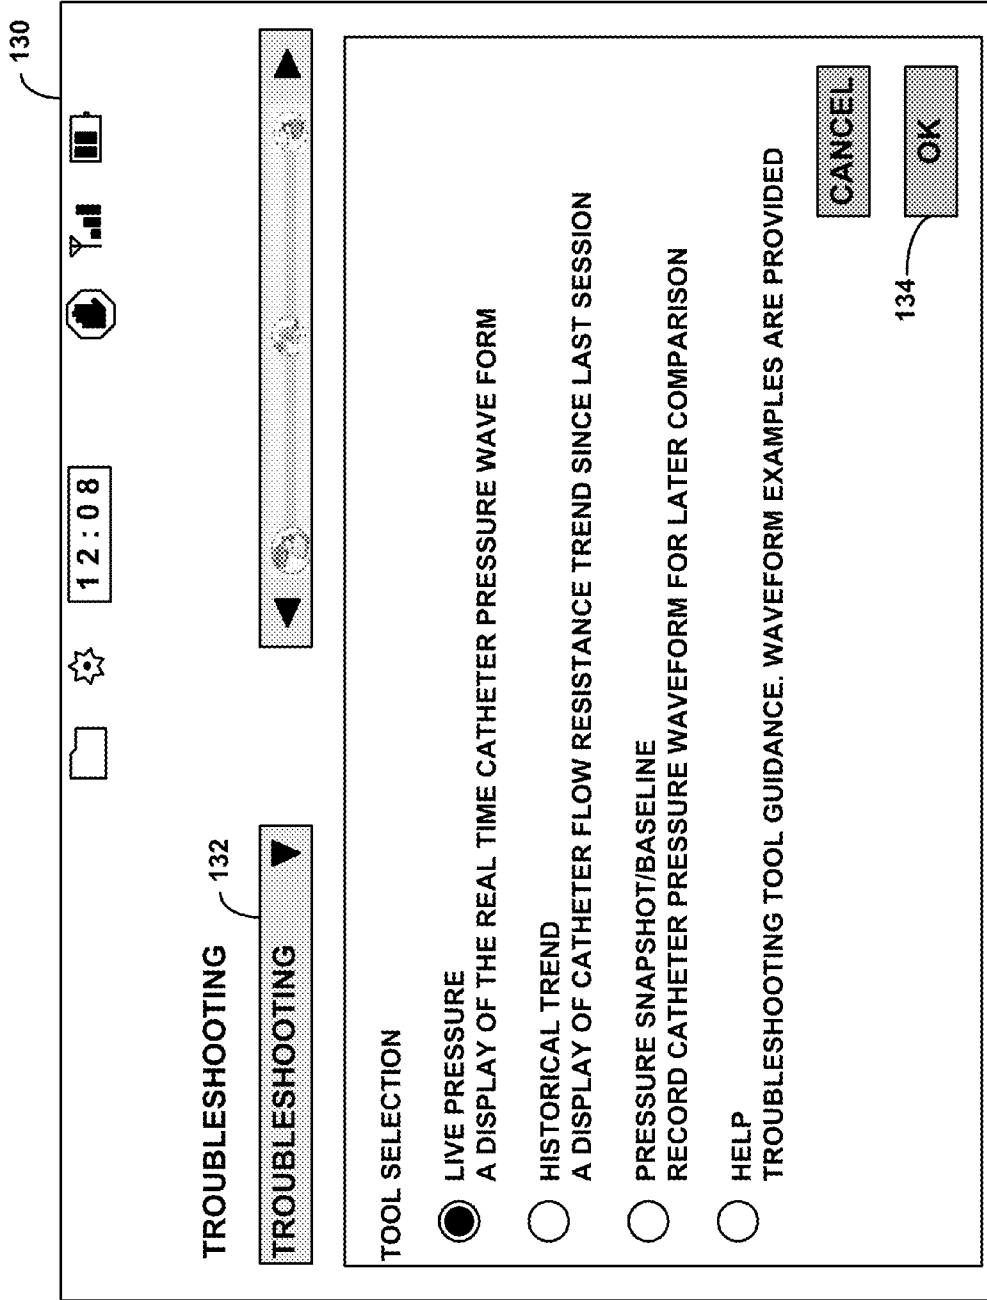 130
12:08
TROUBLESHOOTING
132
TROUBLESHOOTING
TOOL SELECTION
LIVE PRESSURE
A DISPLAY OF THE REAL TIME CATHETER PRESSURE WAVE FORM
HISTORICAL TREND
A DISPLAY OF CATHETER FLOW RESISTANCE TREND SINCE LAST SESSION
PRESSURE SNAPSHOT/BASELINE
RECORD CATHETER PRESSURE WAVEFORM FOR LATER COMPARISON
HELP
TROUBLESHOOTING TOOL GUIDANCE. WAVEFORM EXAMPLES ARE PROVIDED
CANCEL
134
OK